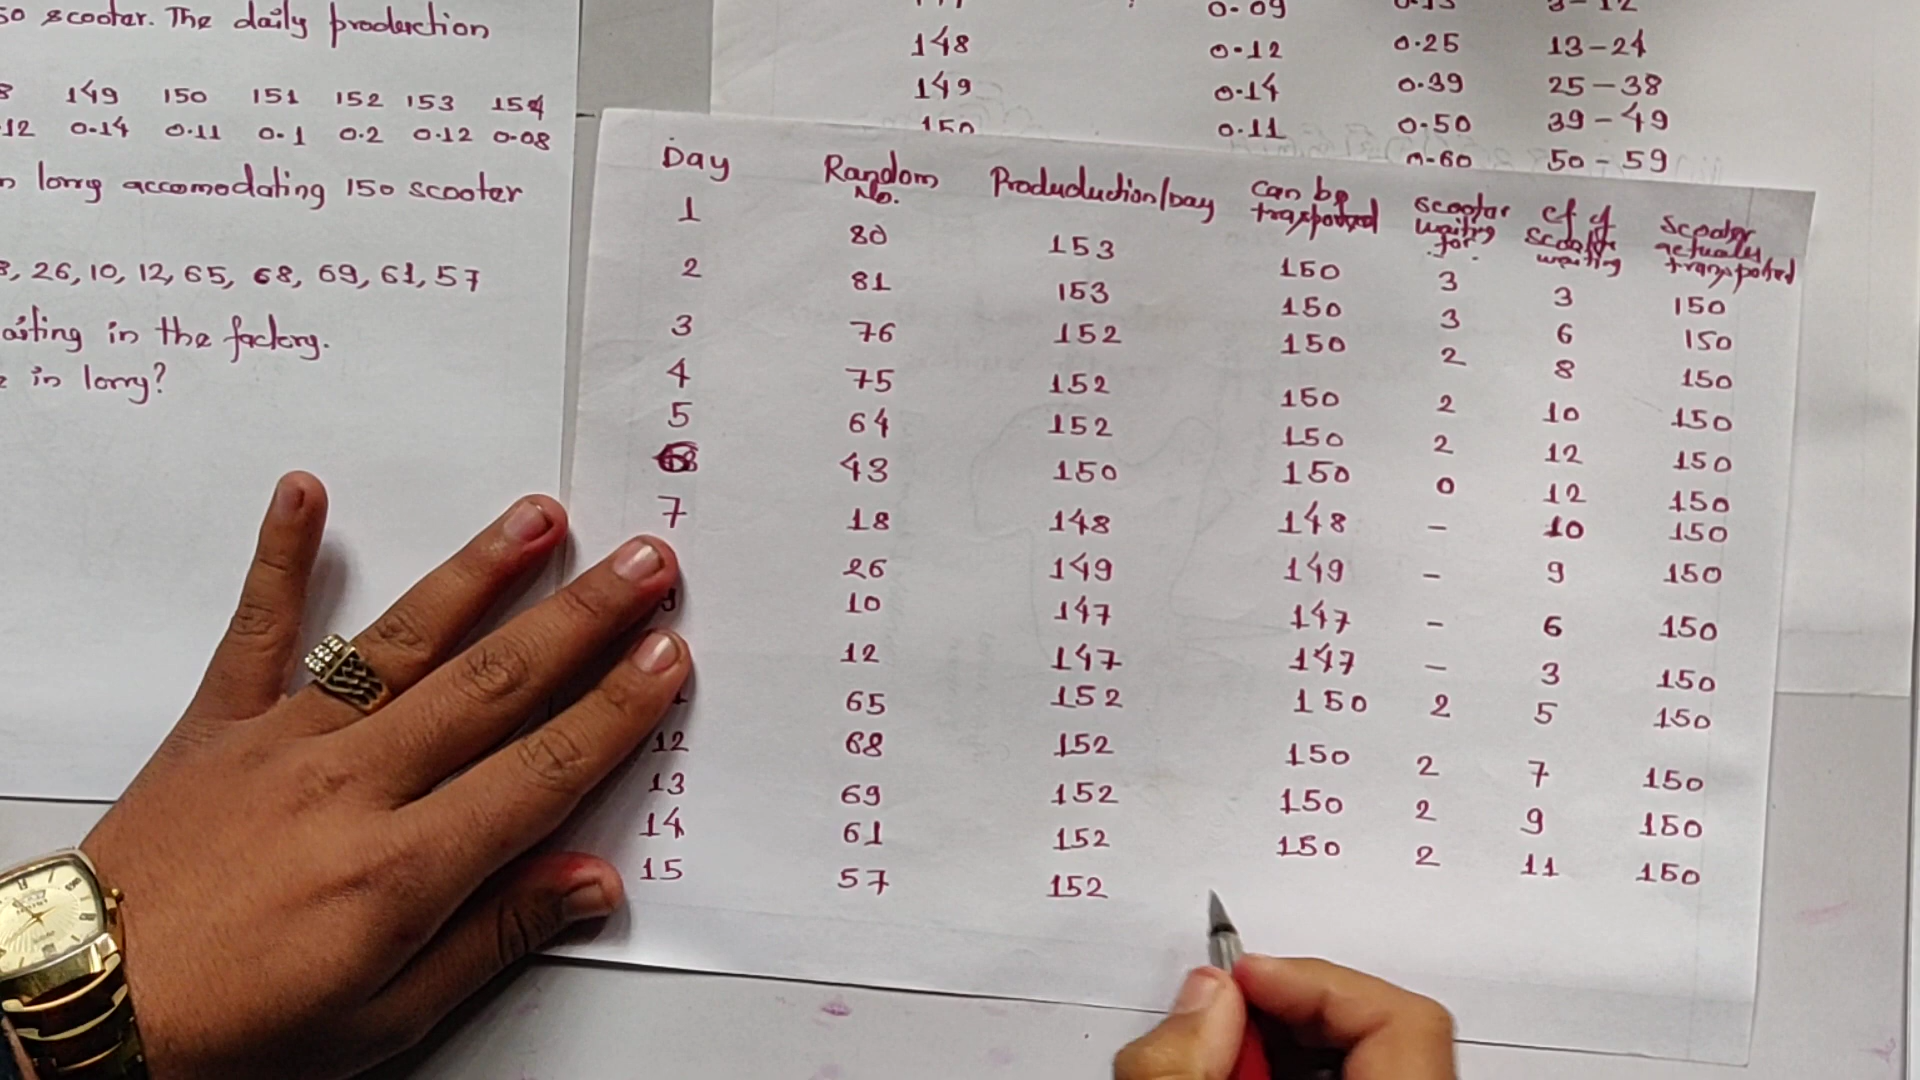 50 scooter. The daily production
149 150 151 152 153 154
12 0.14 0.11 0.1 0.2 0.12 0.08
lorry accomodating 150 scooter
26, 10, 12, 65, 68, 69, 61, 57
aiting in the factory.
in lorry?
0.09
148 0.12 0.25 13-24
149 0.14 0.39 25-38
150 0.11 0.50 39-49
0.60 50-59
Day Random No. Produduction/Day can be scooter waiting for cf of scooter waiting scooter actually transported
1 80 153 150 3 3 150
2 81 153 150 3 6 150
3 76 152 150 2 8 150
4 75 152 150 2 10 150
5 64 152 150 2 12 150
43 150 150 0 12 150
7 18 148 148 - 10 150
26 149 149 - 9 150
10 147 147 - 6 150
12 147 147 - 3 150
65 152 150 2 5 150
12 68 152 150 2 7 150
13 69 152 150 2 9 150
14 61 152 150 2 11 150
15 57 152